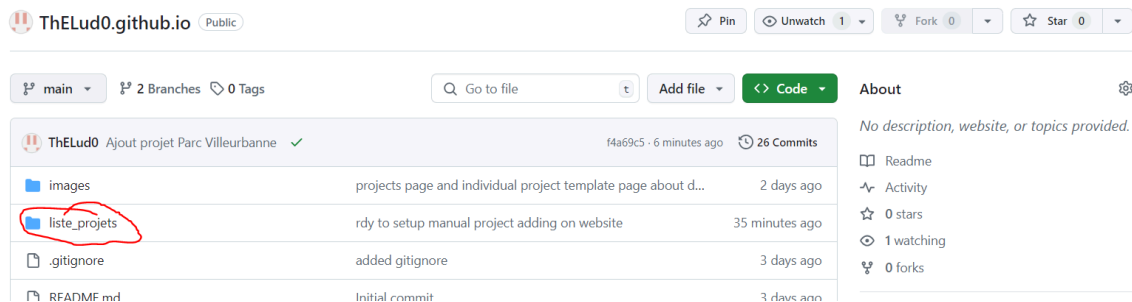 ThELud0.github.io Public Pin Unwatch 1 Fork 0 Star 0
main 2 Branches 0 Tags Go to file t Add file Code
ThELud0 Ajout projet Parc Villeurbanne f4a69c5 · 6 minutes ago 26 Commits
images projects page and individual project template page about d... 2 days ago
liste_projets rdy to setup manual project adding on website 35 minutes ago
.gitignore added gitignore 3 days ago
README.md Initial commit 3 days ago
About
No description, website, or topics provided.
Readme
Activity
0 stars
1 watching
0 forks